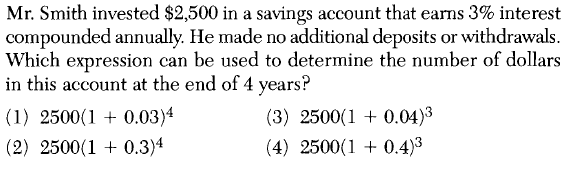 Mr. Smith invested $2,500 in a savings account that earns 3% interest
compounded annually. He made no additional deposits or withdrawals.
Which expression can be used to determine the number of dollars
in this account at the end of 4 years?
(1) 2500(1 + 0.03)⁴ (3) 2500(1 + 0.04)³
(2) 2500(1 + 0.3)⁴ (4) 2500(1 + 0.4)³